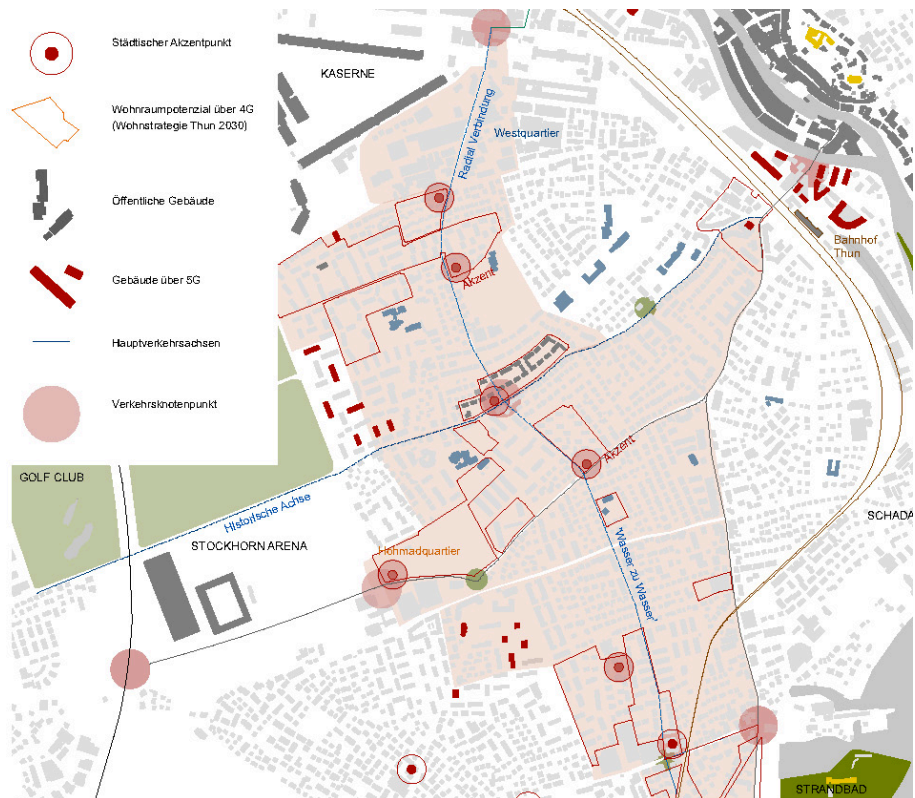 Städtischer Akzentpunkt
Wohnraumpotenzial über 4G
(Wohnstrategie Thun 2030)
Öffentliche Gebäude
Gebäude über 5G
Hauptverkehrsachsen
Verkehrsknotenpunkt
KASERNE
Radial Verbindung
Westquartier
Bahnhof
Thun
Akzent
Akzent
GOLF CLUB
Historische Achse
SCHADA
STOCKHORN ARENA
Hohmadquartier
"Wasser zu Wasser"
STRANDBAD